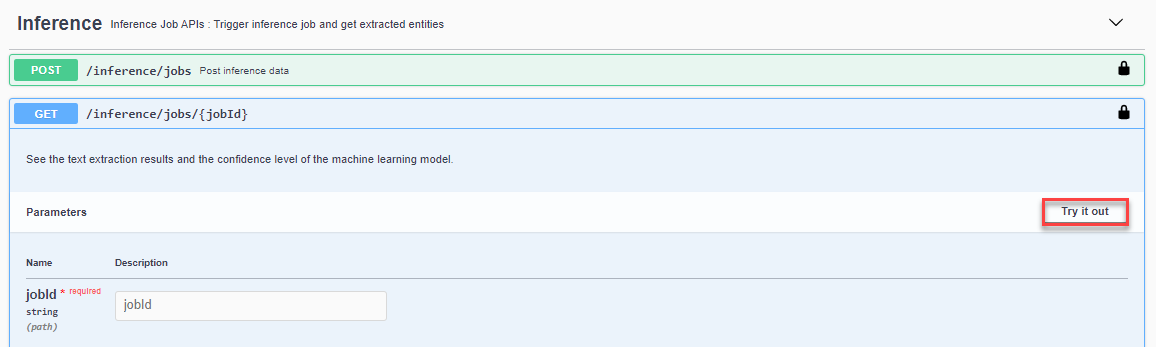 Inference Inference Job APIs : Trigger inference job and get extracted entities
POST /inference/jobs Post inference data
GET /inference/jobs/{jobId}
See the text extraction results and the confidence level of the machine learning model.
Parameters Try it out
Name Description
jobId * required jobId
string
(path)